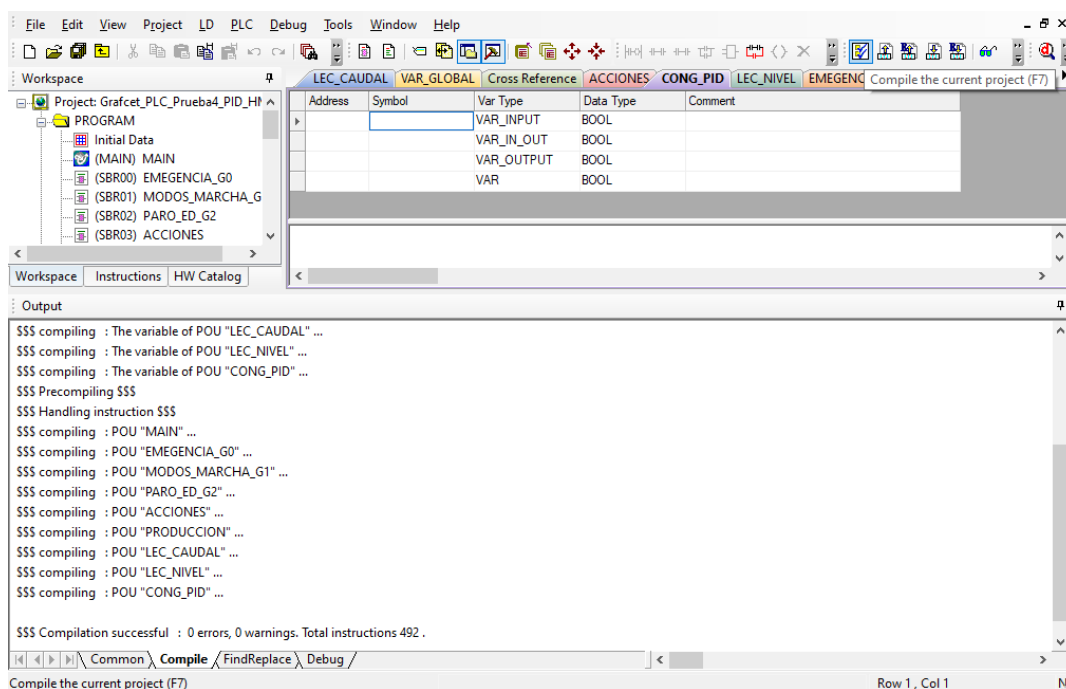 File Edit View Project LD PLC Debug Tools Window Help
Workspace
LEC_CAUDAL VAR_GLOBAL Cross Reference ACCIONES CONG_PID LEC_NIVEL EMEGENC
Compile the current project (F7)
Project: Grafcet_PLC_Prueba4_PID_HM
PROGRAM
Initial Data
(MAIN) MAIN
(SBR00) EMEGENCIA_G0
(SBR01) MODOS_MARCHA_G
(SBR02) PARO_ED_G2
(SBR03) ACCIONES
Workspace Instructions HW Catalog
Address Symbol Var Type Data Type Comment
VAR_INPUT BOOL
VAR_IN_OUT BOOL
VAR_OUTPUT BOOL
VAR BOOL
Output
$$$ compiling : The variable of POU "LEC_CAUDAL" ...
$$$ compiling : The variable of POU "LEC_NIVEL" ...
$$$ compiling : The variable of POU "CONG_PID" ...
$$$ Precompiling $$$
$$$ Handling instruction $$$
$$$ compiling : POU "MAIN" ...
$$$ compiling : POU "EMEGENCIA_G0" ...
$$$ compiling : POU "MODOS_MARCHA_G1" ...
$$$ compiling : POU "PARO_ED_G2" ...
$$$ compiling : POU "ACCIONES" ...
$$$ compiling : POU "PRODUCCION" ...
$$$ compiling : POU "LEC_CAUDAL" ...
$$$ compiling : POU "LEC_NIVEL" ...
$$$ compiling : POU "CONG_PID" ...
$$$ Compilation successful : 0 errors, 0 warnings. Total instructions 492 .
Common Compile FindReplace Debug
Compile the current project (F7)
Row 1 , Col 1
N